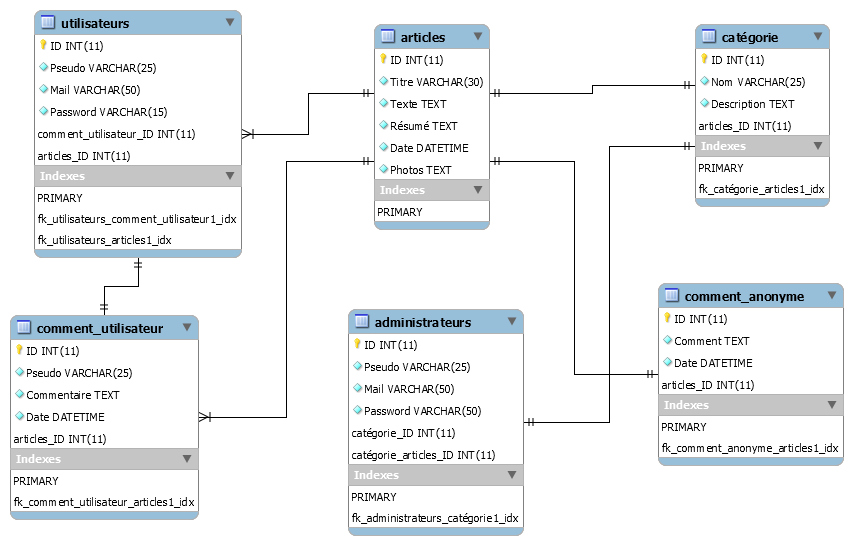 utilisateurs
ID INT(11)
Pseudo VARCHAR(25)
Mail VARCHAR(50)
Password VARCHAR(15)
comment_utilisateur_ID INT(11)
articles_ID INT(11)
Indexes
PRIMARY
fk_utilisateurs_comment_utilisateur1_idx
fk_utilisateurs_articles1_idx
articles
ID INT(11)
Titre VARCHAR(30)
Texte TEXT
Résumé TEXT
Date DATETIME
Photos TEXT
Indexes
PRIMARY
catégorie
ID INT(11)
Nom VARCHAR(25)
Description TEXT
articles_ID INT(11)
Indexes
PRIMARY
fk_catégorie_articles1_idx
comment_utilisateur
ID INT(11)
Pseudo VARCHAR(25)
Commentaire TEXT
Date DATETIME
articles_ID INT(11)
Indexes
PRIMARY
fk_comment_utilisateur_articles1_idx
administrateurs
ID INT(11)
Pseudo VARCHAR(25)
Mail VARCHAR(50)
Password VARCHAR(50)
catégorie_ID INT(11)
catégorie_articles_ID INT(11)
Indexes
PRIMARY
fk_administrateurs_catégorie1_idx
comment_anonyme
ID INT(11)
Comment TEXT
Date DATETIME
articles_ID INT(11)
Indexes
PRIMARY
fk_comment_anonyme_articles1_idx